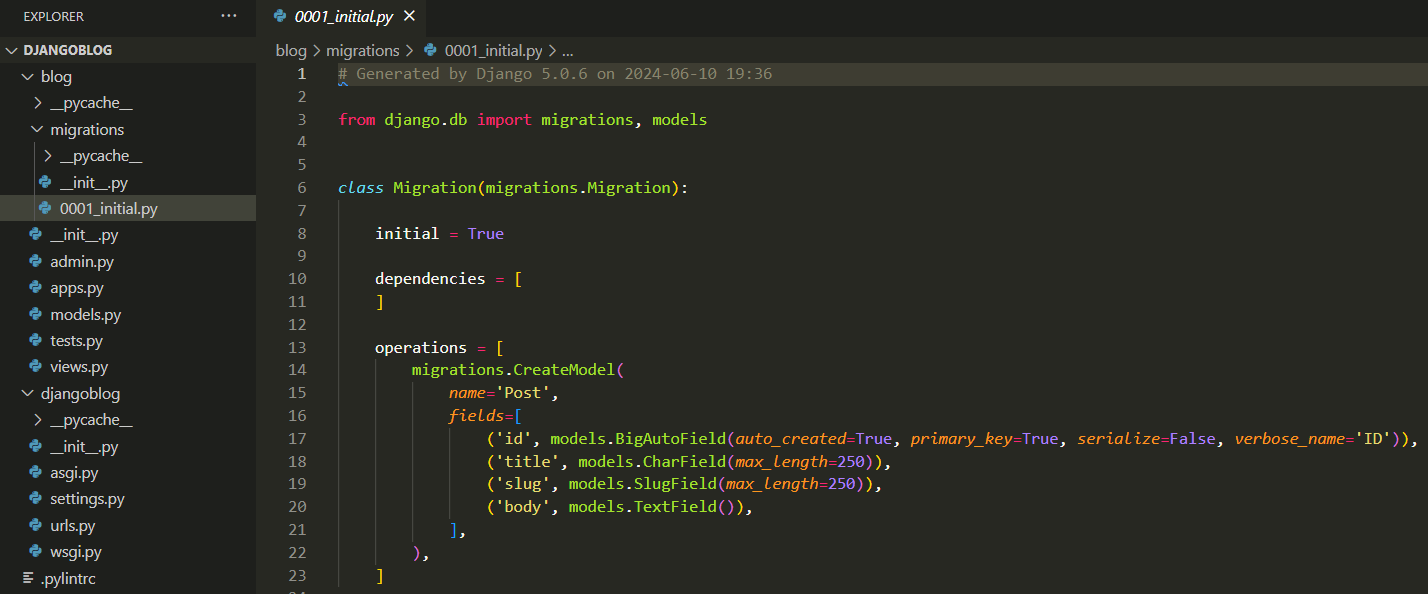 EXPLORER
DJANGOBLOG
blog
__pycache__
migrations
__pycache__
__init__.py
0001_initial.py
__init__.py
admin.py
apps.py
models.py
tests.py
views.py
djangoblog
__pycache__
__init__.py
asgi.py
settings.py
urls.py
wsgi.py
.pylintrc
0001_initial.py
blog > migrations > 0001_initial.py > ...
1 # Generated by Django 5.0.6 on 2024-06-10 19:36
2
3 from django.db import migrations, models
4
5
6 class Migration(migrations.Migration):
7
8     initial = True
9
10     dependencies = [
11     ]
12
13     operations = [
14         migrations.CreateModel(
15             name='Post',
16             fields=[
17                 ('id', models.BigAutoField(auto_created=True, primary_key=True, serialize=False, verbose_name='ID')),
18                 ('title', models.CharField(max_length=250)),
19                 ('slug', models.SlugField(max_length=250)),
20                 ('body', models.TextField()),
21             ],
22         ),
23     ]